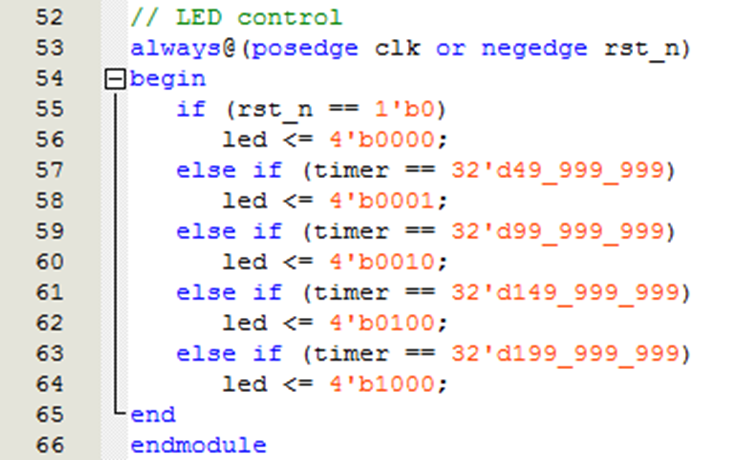 52 // LED control
53 always@(posedge clk or negedge rst_n)
54 begin
55 if (rst_n == 1'b0)
56 led <= 4'b0000;
57 else if (timer == 32'd49_999_999)
58 led <= 4'b0001;
59 else if (timer == 32'd99_999_999)
60 led <= 4'b0010;
61 else if (timer == 32'd149_999_999)
62 led <= 4'b0100;
63 else if (timer == 32'd199_999_999)
64 led <= 4'b1000;
65 end
66 endmodule